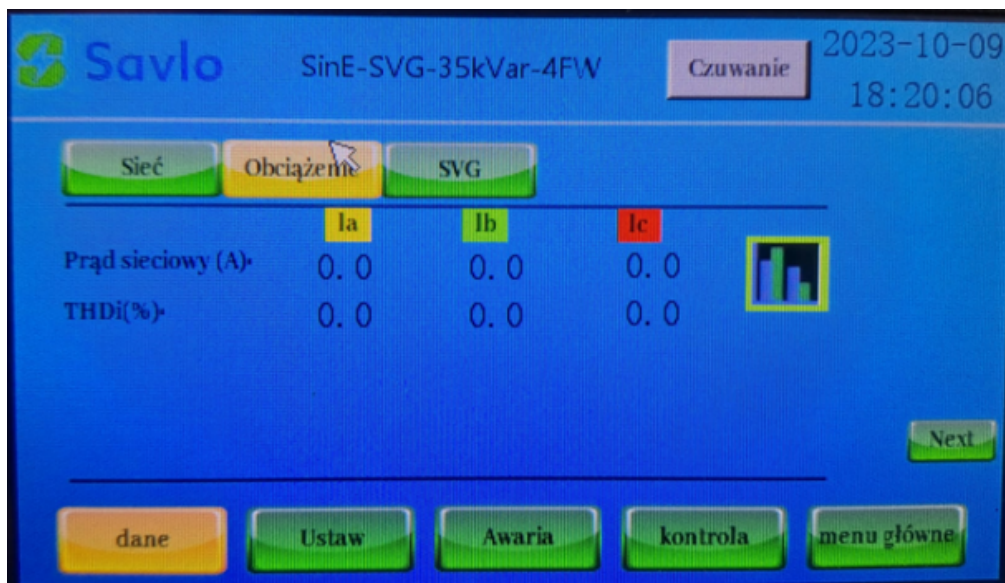 Savlo
SinE-SVG-35kVar-4FW
Czuwanie
2023-10-09
18:20:06
Sieć
Obciążenie
SVG
Ia Ib Ic
Prąd sieciowy (A):
0.0 0.0 0.0
THDi(%):
0.0 0.0 0.0
Next
dane
Ustaw
Awaria
kontrola
menu główne